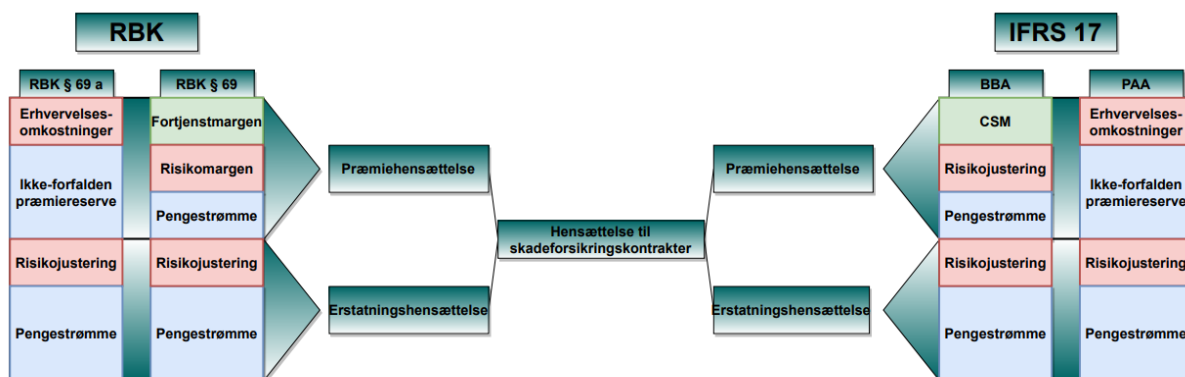 RBK
IFRS 17
RBK § 69 a
RBK § 69
BBA
PAA
Erhvervelses-
omkostninger
Fortjenstmargen
CSM
Erhvervelses-
omkostninger
Ikke-forfalden
præmiereserve
Risikomargen
Præmiehensættelse
Præmiehensættelse
Risikojustering
Ikke-forfalden
præmiereserve
Pengestrømme
Pengestrømme
Hensættelse til
skadeforsikringskontrakter
Risikojustering
Risikojustering
Risikojustering
Risikojustering
Erstatningshensættelse
Erstatningshensættelse
Pengestrømme
Pengestrømme
Pengestrømme
Pengestrømme